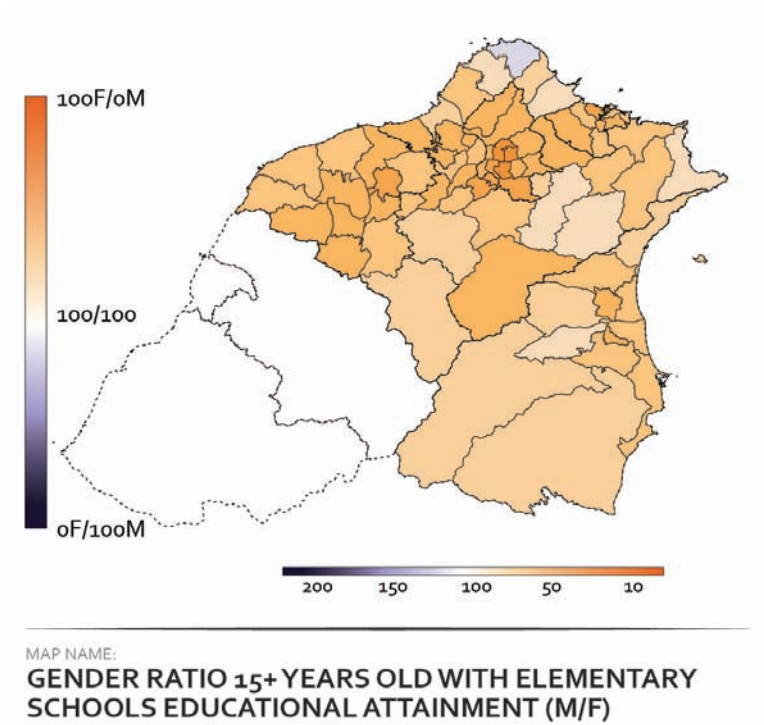 100F/0M
100/100
0F/100M
200 150 100 50 10
MAP NAME:
GENDER RATIO 15+ YEARS OLD WITH ELEMENTARY
SCHOOLS EDUCATIONAL ATTAINMENT (M/F)